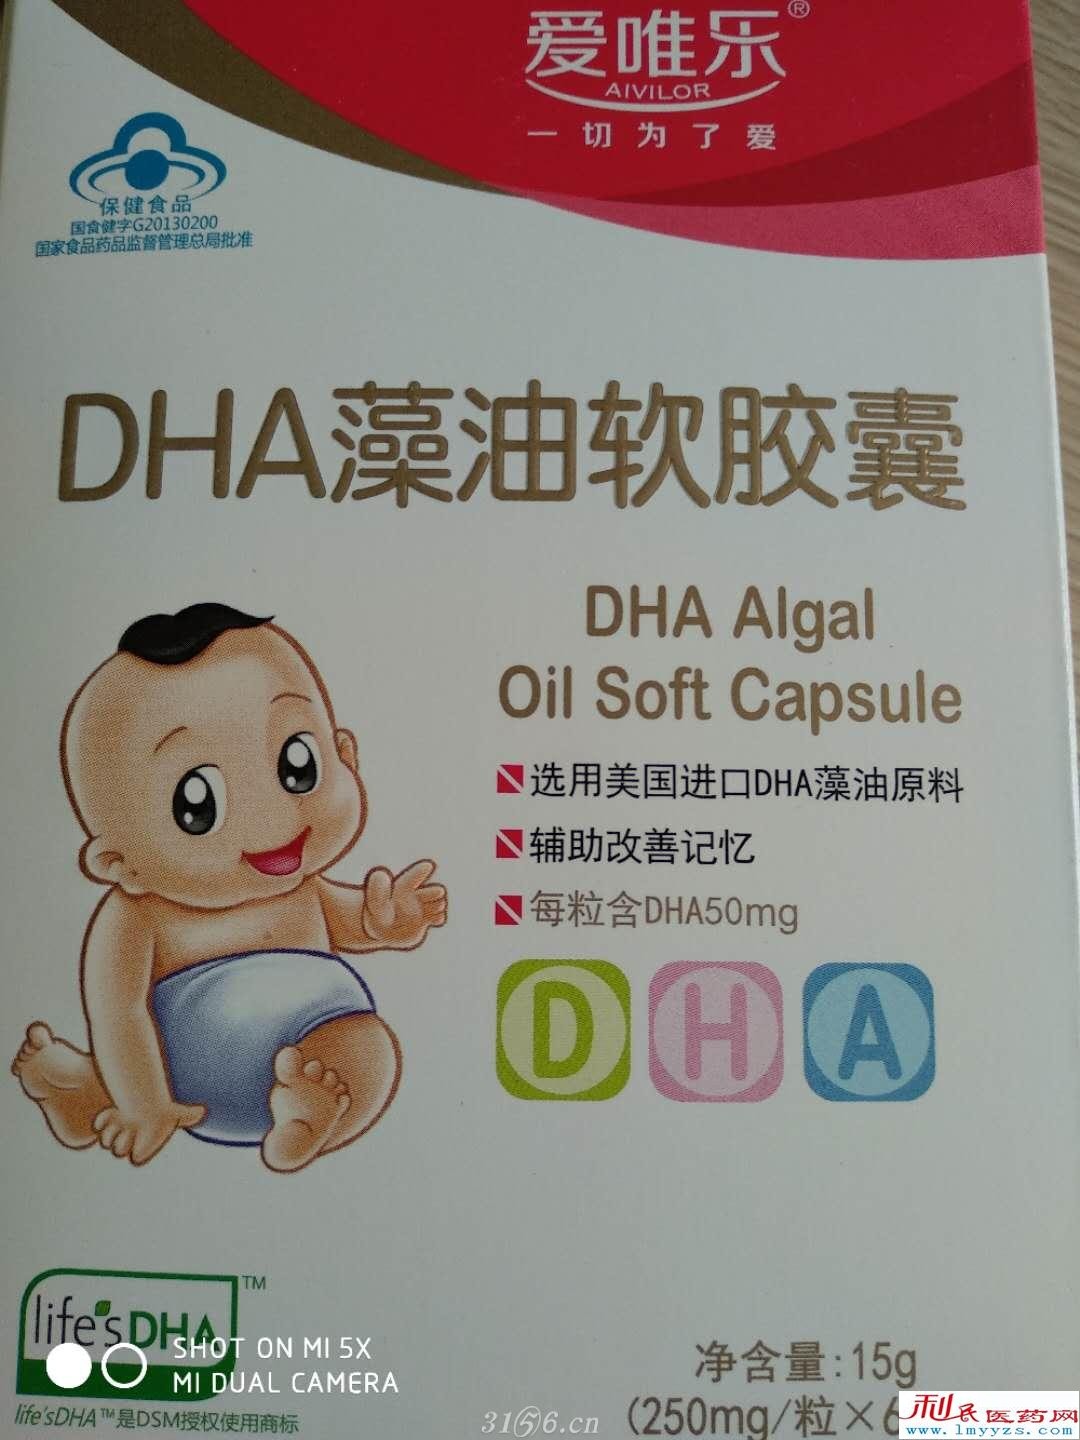 爱唯乐®
AIVILOR
一切为了爱
保健食品
国食健字G20130200
国家食品药品监督管理总局批准
DHA藻油软胶囊
DHA Algal
Oil Soft Capsule
选用美国进口DHA藻油原料
辅助改善记忆
每粒含DHA50mg
D H A
life'sDHA™
SHOT ON MI 5X
MI DUAL CAMERA
life'sDHA™是DSM授权使用商标
净含量:15g
(250mg/粒×6
3156.cn
利民医药网
www.lmyyzs.com